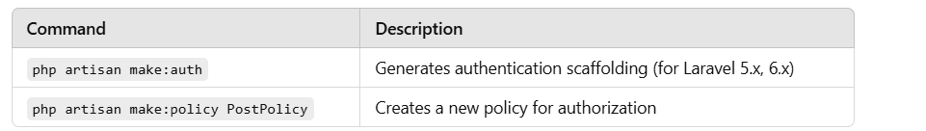 Command Description
php artisan make:auth Generates authentication scaffolding (for Laravel 5.x, 6.x)
php artisan make:policy PostPolicy Creates a new policy for authorization